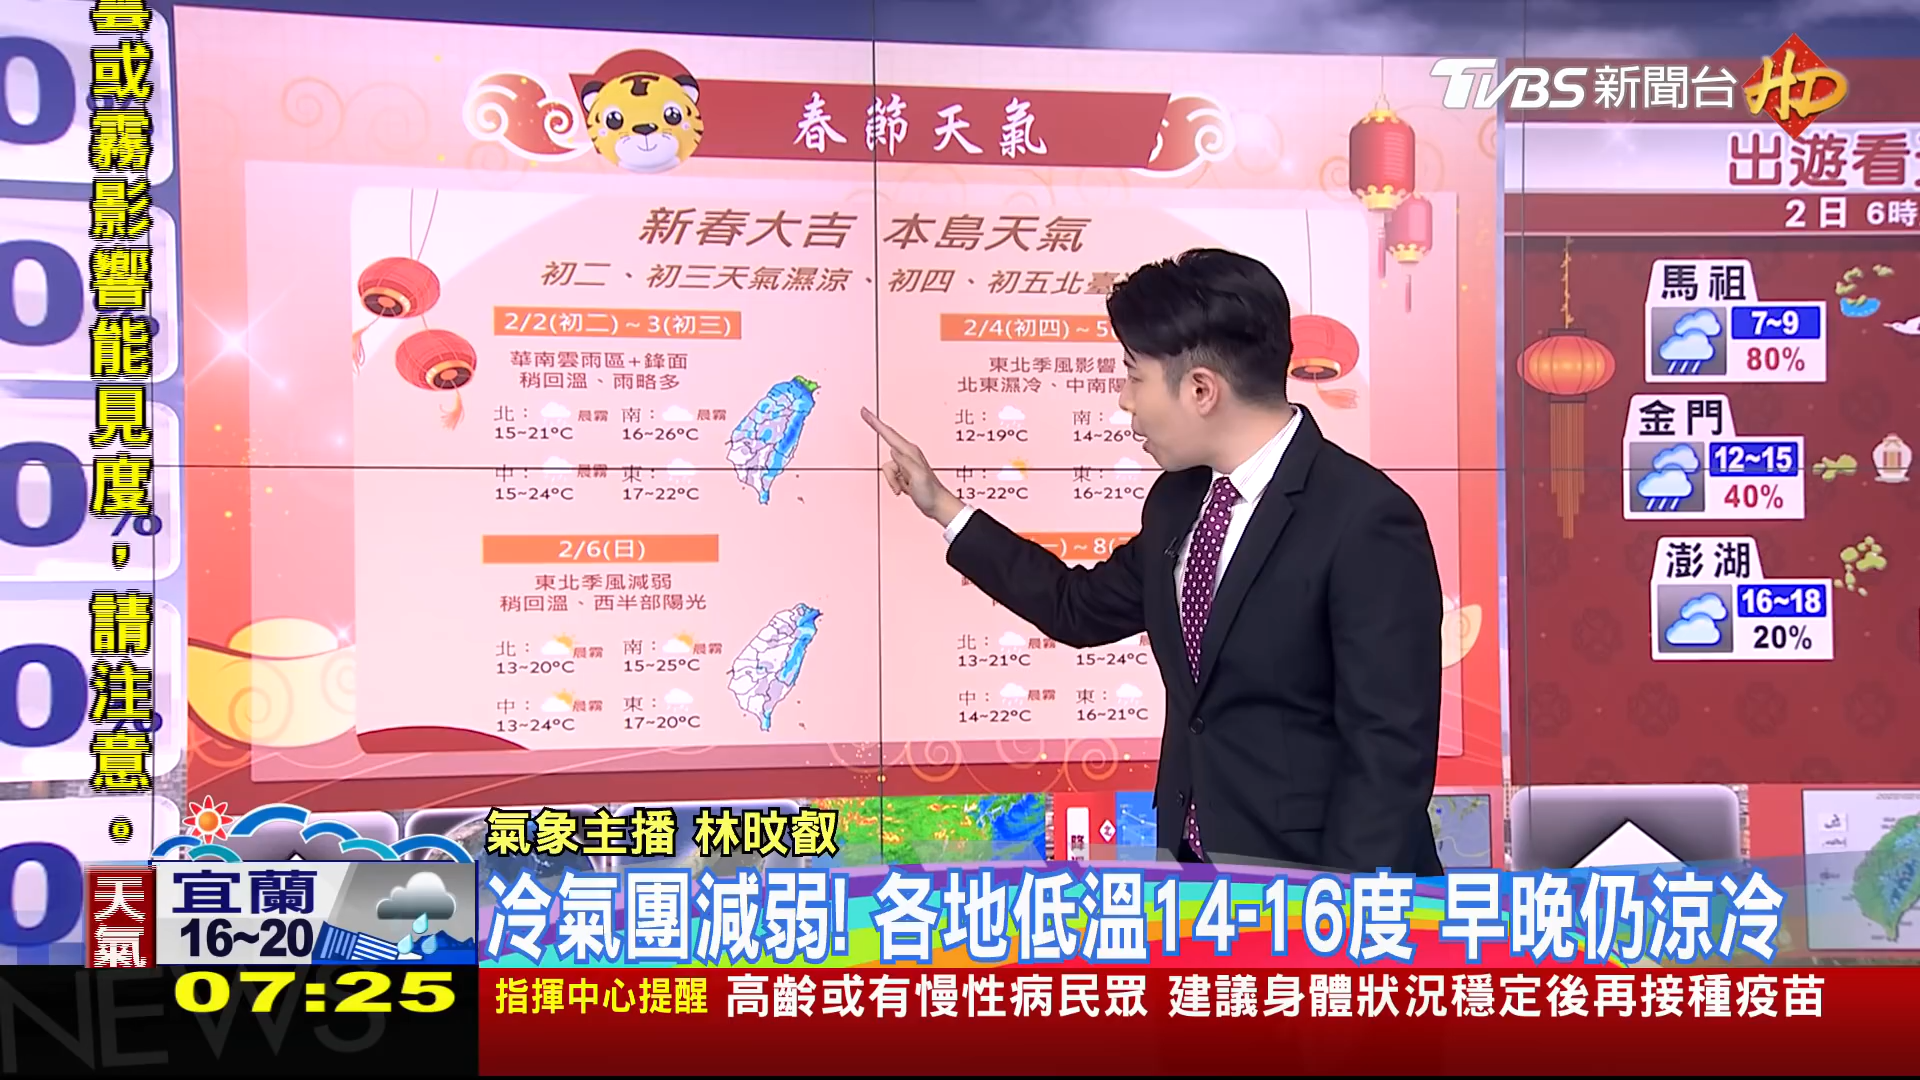 雲或霧影響能見度，請注意。
TVBS新聞台 HD
春節天氣
新春大吉 本島天氣
初二、初三天氣濕涼、初四、初五北臺
2/2(初二)~3(初三)
華南雲雨區+鋒面
稍回溫、雨略多
北： 晨霧 南： 晨霧
15~21°C 16~26°C
中： 晨霧 東：
15~24°C 17~22°C
2/4(初四)~5
東北季風影響
北東濕冷、中南陽
北： 南：
12~19°C 14~26°C
中： 東：
13~22°C 16~21°C
2/6(日)
東北季風減弱
稍回溫、西半部陽光
北： 晨霧 南： 晨霧
13~20°C 15~25°C
中： 晨霧 東：
13~24°C 17~20°C
一)~8(
北： 晨霧
13~21°C 15~24°C
中： 晨霧 東：
14~22°C 16~21°C
出遊看
2日 6時
馬祖
7~9
80%
金門
12~15
40%
澎湖
16~18
20%
氣象主播 林旼叡
冷氣團減弱! 各地低溫14-16度 早晚仍涼冷
天氣
宜蘭
16~20
07:25
NEWS
指揮中心提醒 高齡或有慢性病民眾 建議身體狀況穩定後再接種疫苗